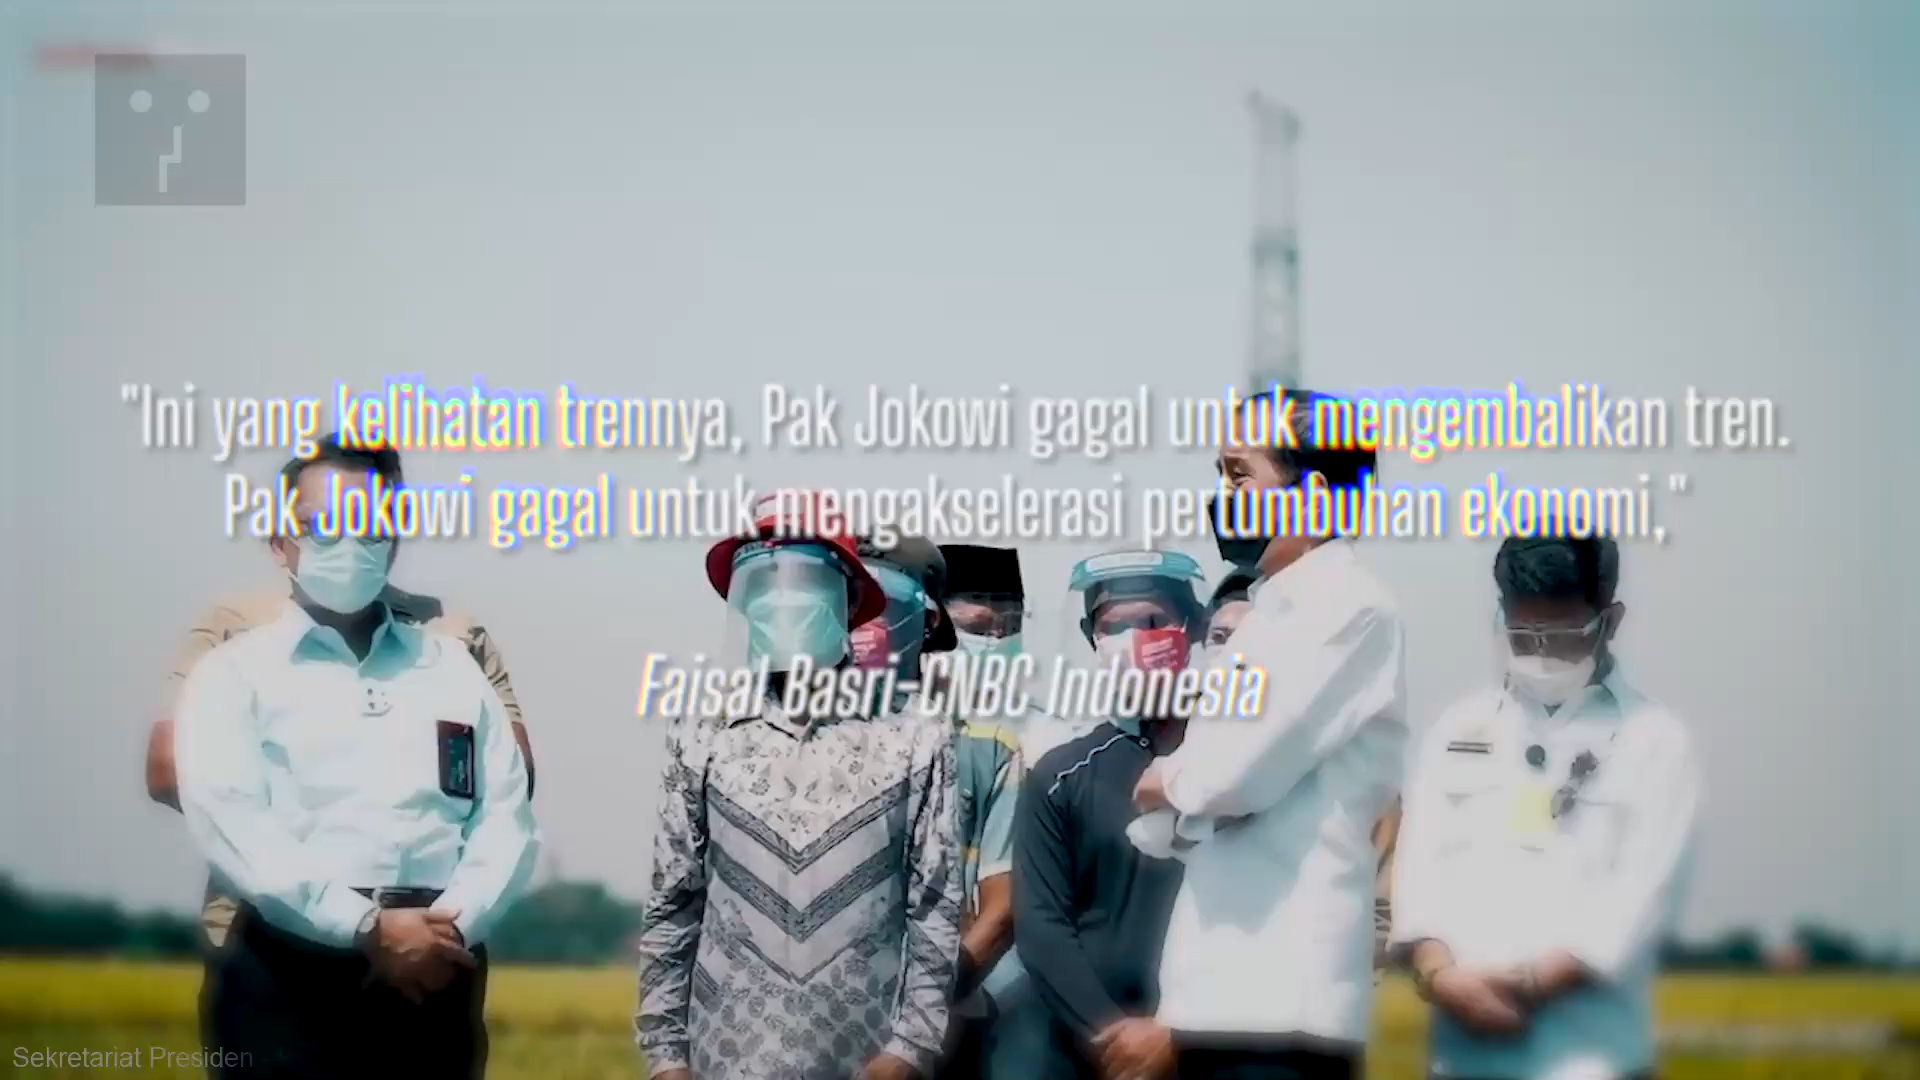 "Ini yang kelihatan trennya, Pak Jokowi gagal untuk mengembalikan tren.
Pak Jokowi gagal untuk mengakselerasi pertumbuhan ekonomi,"
Faisal Basri-CNBC Indonesia
Sekretariat Presiden